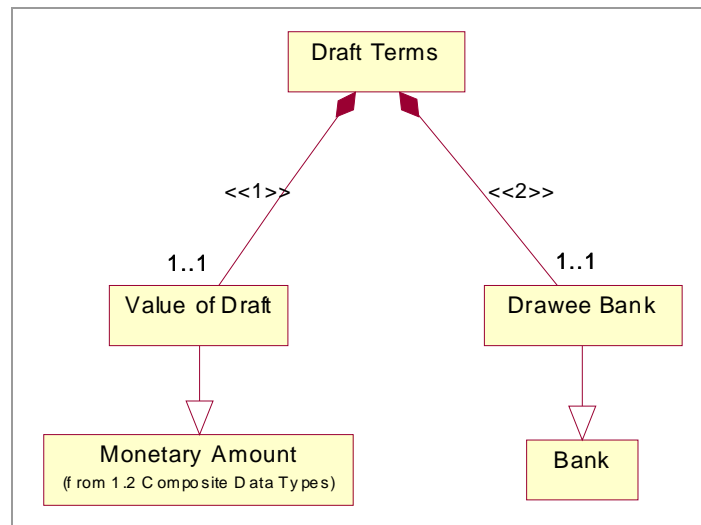 Draft Terms
<<1>>
<<2>>
1..1
1..1
Value of Draft
Drawee Bank
Monetary Amount
(from 1.2 Composite Data Types)
Bank